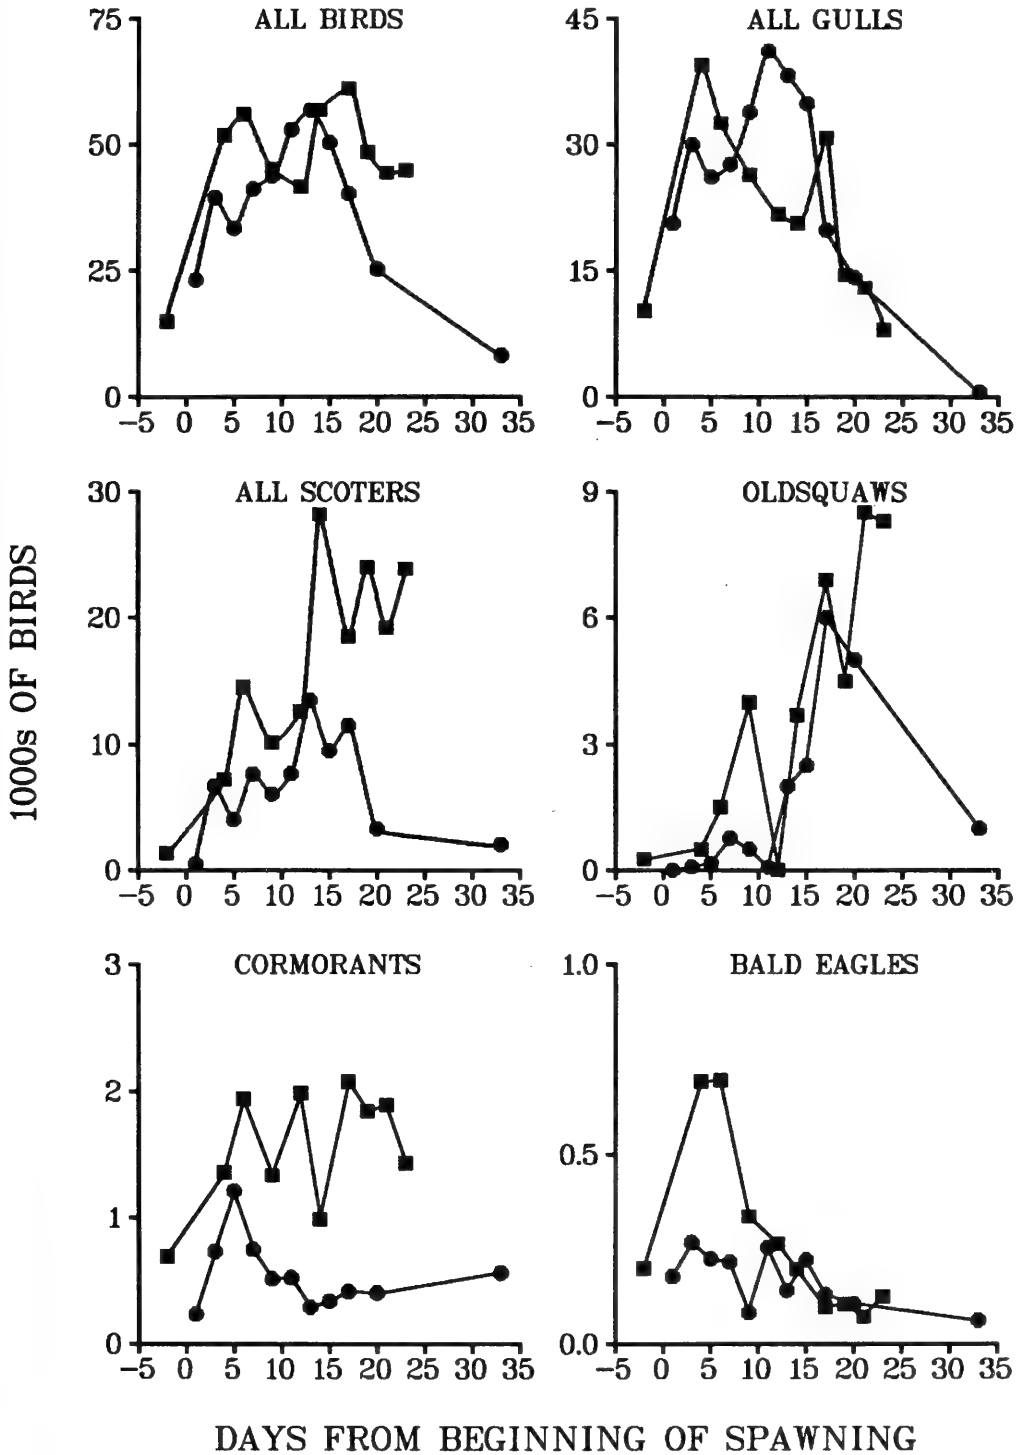 1000s OF BIRDS
ALL BIRDS
75
50
25
0
−5 0 5 10 15 20 25 30 35
ALL GULLS
45
30
15
0
−5 0 5 10 15 20 25 30 35
ALL SCOTERS
30
20
10
0
−5 0 5 10 15 20 25 30 35
OLDSQUAWS
9
6
3
0
−5 0 5 10 15 20 25 30 35
CORMORANTS
3
2
1
0
−5 0 5 10 15 20 25 30 35
BALD EAGLES
1.0
0.5
0.0
−5 0 5 10 15 20 25 30 35
DAYS FROM BEGINNING OF SPAWNING